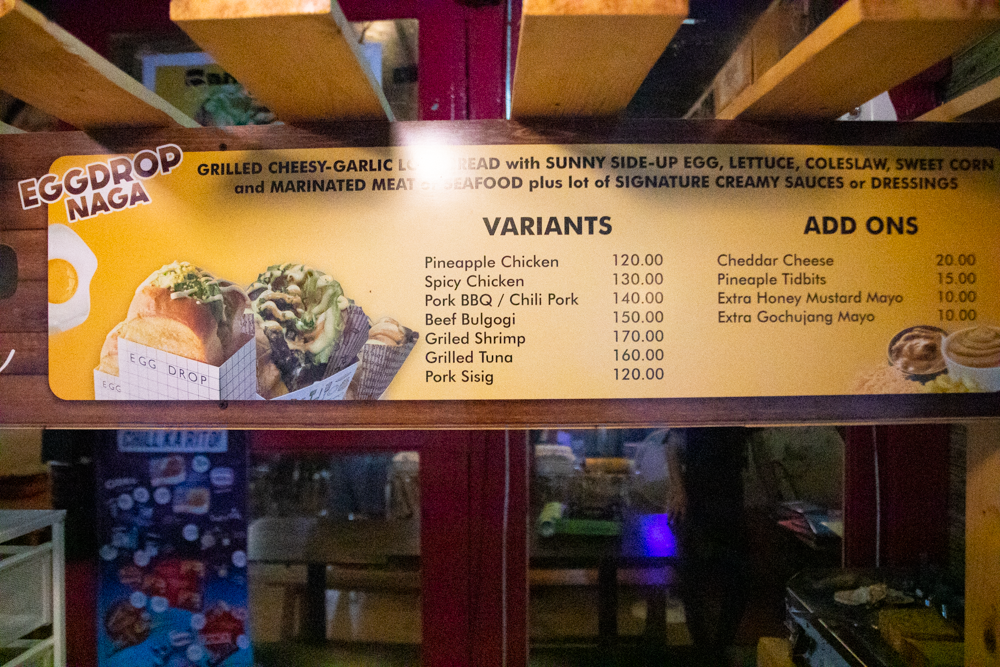 EGGDROP
NAGA
GRILLED CHEESY-GARLIC READ with SUNNY SIDE-UP EGG, LETTUCE, COLESLAW, SWEET CORN
and MARINATED MEAT SEAFOOD plus lot of SIGNATURE CREAMY SAUCES or DRESSINGS
VARIANTS
Pineapple Chicken 120.00
Spicy Chicken 130.00
Pork BBQ / Chili Pork 140.00
Beef Bulgogi 150.00
Griled Shrimp 170.00
Grilled Tuna 160.00
Pork Sisig 120.00
ADD ONS
Cheddar Cheese 20.00
Pineaple Tidbits 15.00
Extra Honey Mustard Mayo 10.00
Extra Gochujang Mayo 10.00
EGG DROP
EGG
CHILL KA RITO!